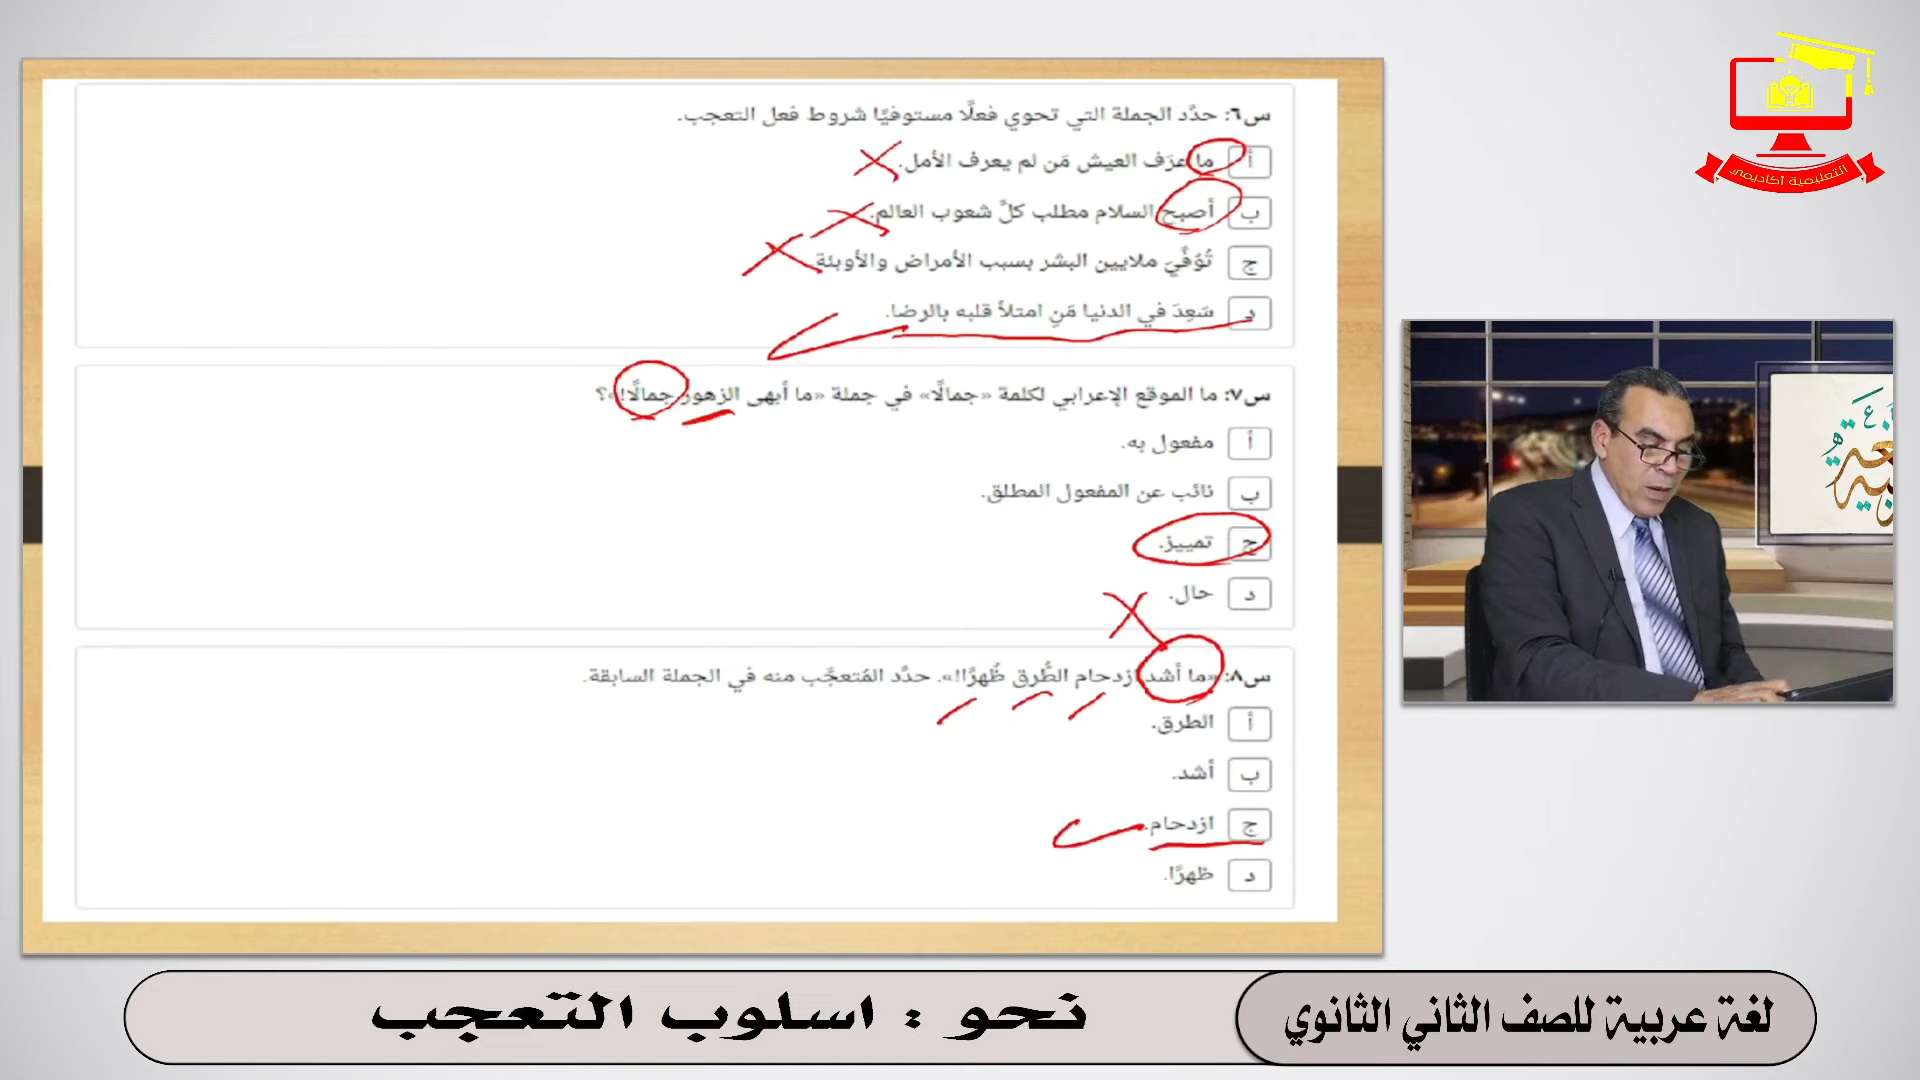 س٦: حدَّد الجملة التي تحوي فعلًا مستوفيًا شروط فعل التعجب.
أ ما عرَف العيش مَن لم يعرف الأمل.
ب أصبح السلام مطلب كلَّ شعوب العالم.
ج تُوُفِّيَ ملايين البشر بسبب الأمراض والأوبئة.
د سَعِدَ في الدنيا مَنِ امتلأ قلبه بالرضا.
س٧: ما الموقع الإعرابي لكلمة «جمالًا» في جملة «ما أبهى الزهور جمالًا!»؟
أ مفعول به.
ب نائب عن المفعول المطلق.
ج تمييز.
د حال.
س٨: «ما أشد ازدحام الطُّرق ظُهرًا!». حدَّد المُتعجَّب منه في الجملة السابقة.
أ الطرق.
ب أشد.
ج ازدحام.
د ظهرًا.
التعليمية أكاديمي
نحو : اسلوب التعجب
لغة عربية للصف الثاني الثانوي